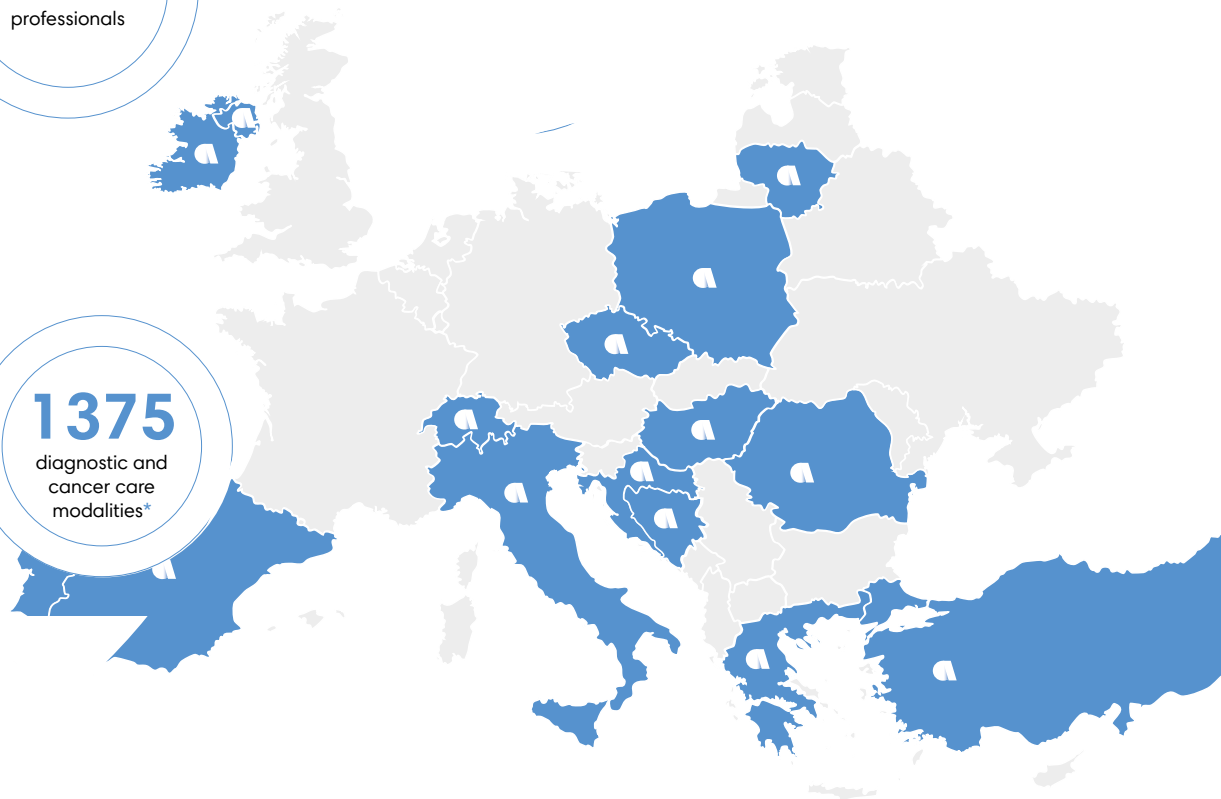 professionals
1375
diagnostic and
cancer care
modalities*